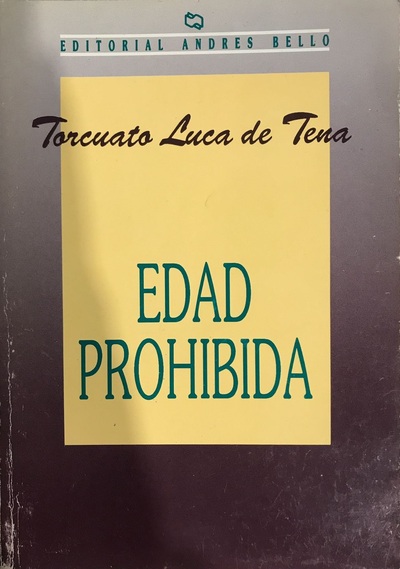 EDITORIAL ANDRES BELLO
Torcuato Luca de Tena
EDAD
PROHIBIDA